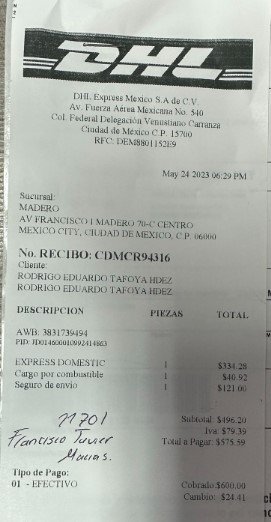 DHL
DHL Express Mexico S.A de C.V.
Av. Fuerza Aérea Mexicana No. 540
Col. Federal Delegación Venustiano Carranza
Ciudad de México C.P. 15700
RFC: DEM8801152E9
May 24 2023 06:29 PM
Sucursal:
MADERO
AV FRANCISCO I MADERO 70-C CENTRO
MEXICO CITY, CIUDAD DE MEXICO, C.P. 06000
No. RECIBO: CDMCR94316
Cliente:
RODRIGO EDUARDO TAFOYA HDEZ
RODRIGO EDUARDO TAFOYA HDEZ
DESCRIPCION PIEZAS TOTAL
AWB: 3831739494
PID: JD014600010992414863
EXPRESS DOMESTIC 1 $334.28
Cargo por combustible 1 $40.92
Seguro de envio 1 $121.00
Subtotal: $496.20
Iva: $79.39
Total a Pagar: $575.59
71701
Francisco Javier
Macias.
Tipo de Pago:
01 - EFECTIVO Cobrado:$600.00
Cambio: $24.41